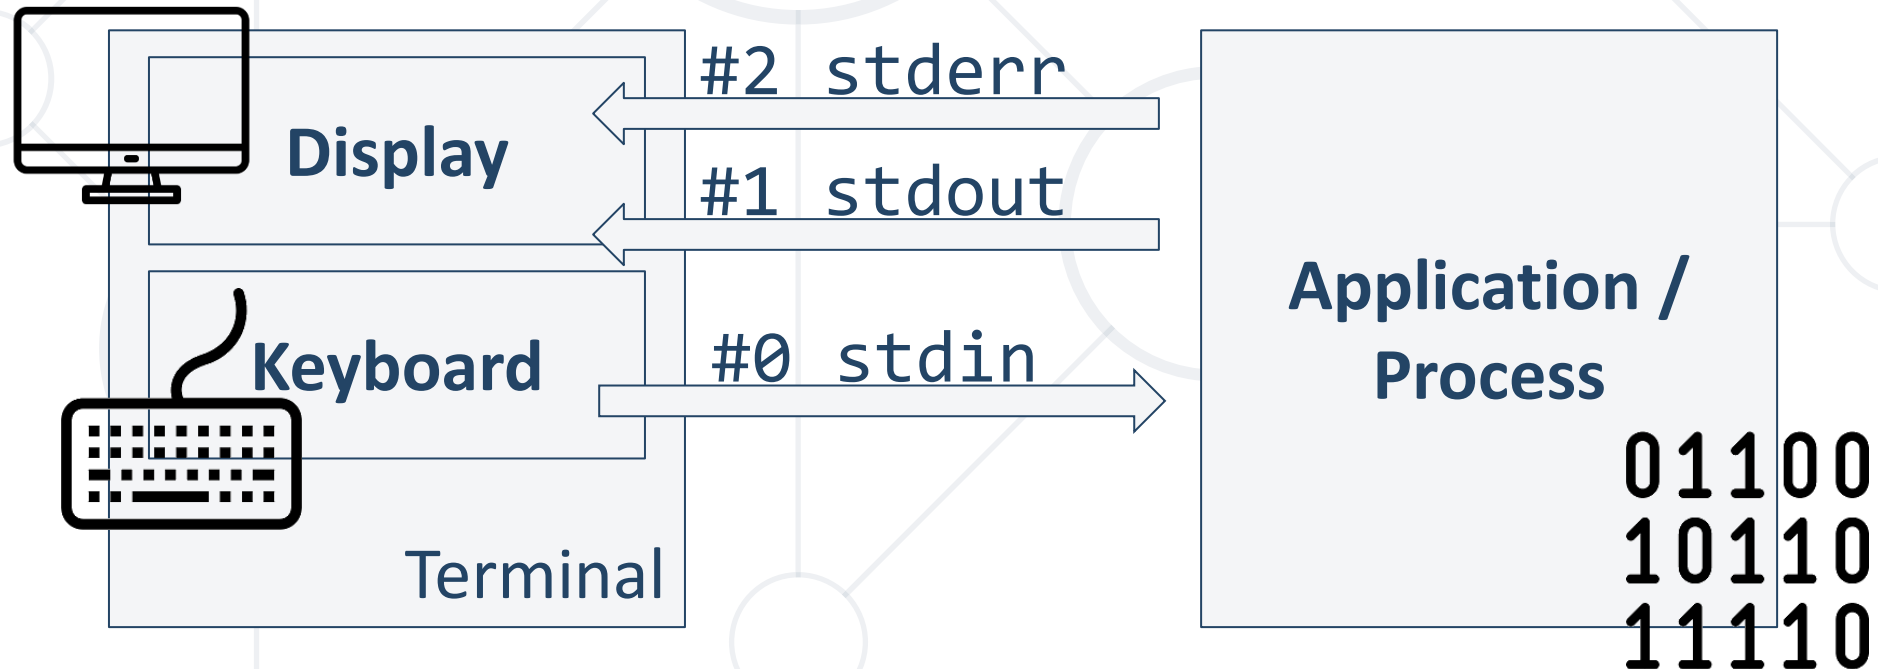 #2 stderr
Display
#1 stdout
Keyboard
#0 stdin
Terminal
Application /
Process
01100
10110
11110